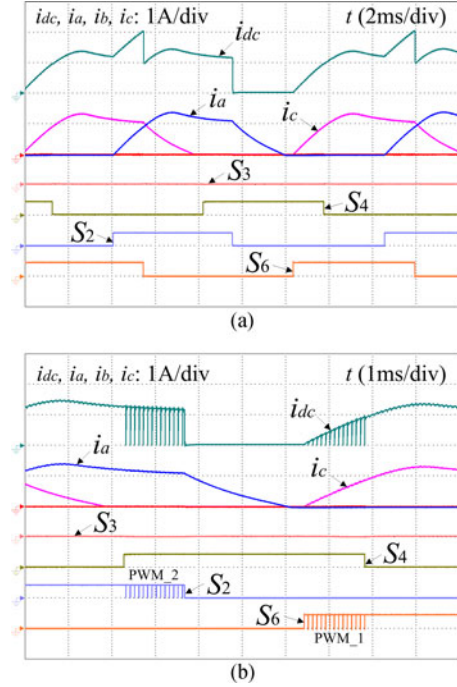 idc, ia, ib, ic: 1A/div t (2ms/div)
idc
ia
ic
S3
S4
S2
S6
(a)
idc, ia, ib, ic: 1A/div t (1ms/div)
idc
ia
ic
S3
S4
PWM_2
S2
S6
PWM_1
(b)